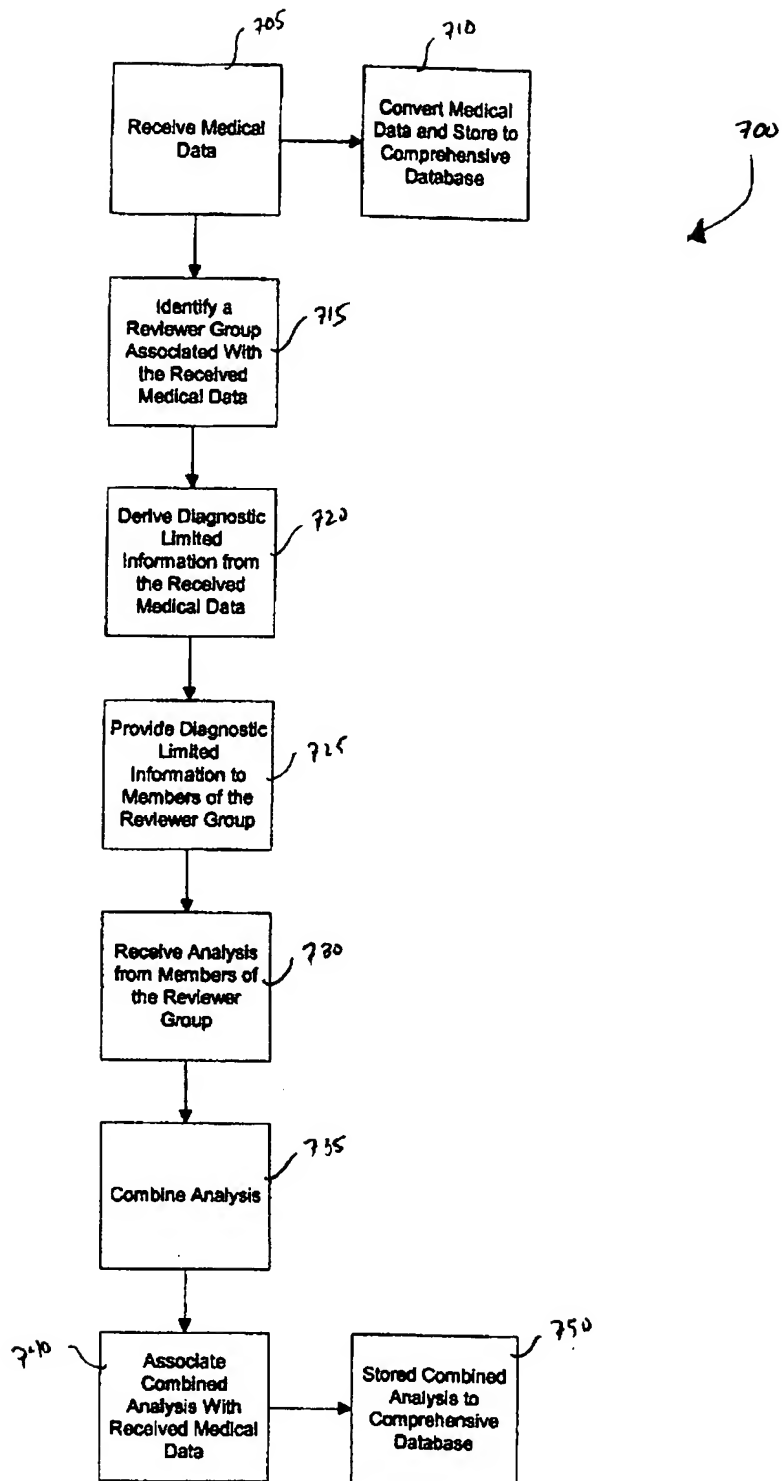 705
Receive Medical
Data
710
Convert Medical
Data and Store to
Comprehensive
Database
700
Identify a
Reviewer Group
Associated With
the Received
Medical Data
715
Derive Diagnostic
Limited
Information from
the Received
Medical Data
720
Provide Diagnostic
Limited
Information to
Members of the
Reviewer Group
725
Receive Analysis
from Members of
the Reviewer
Group
730
Combine Analysis
735
740
Associate
Combined
Analysis With
Received Medical
Data
750
Stored Combined
Analysis to
Comprehensive
Database